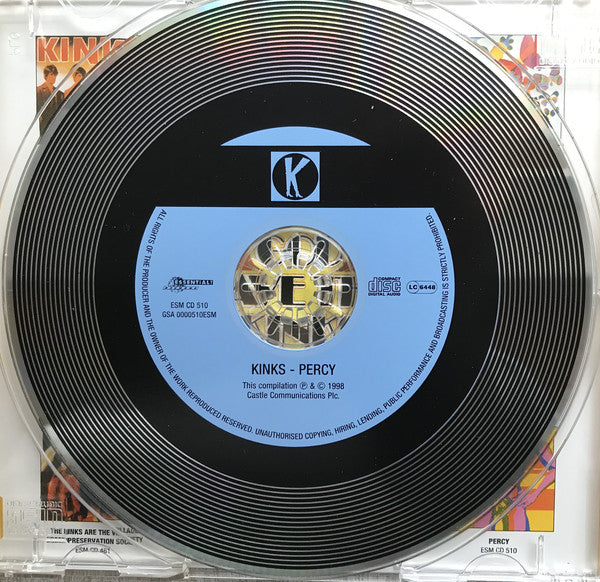 KINKS
K
ALL RIGHTS OF THE PRODUCER AND THE OWNER OF THE WORK REPRODUCED RESERVED. UNAUTHORISED COPYING, HIRING, LENDING, PUBLIC PERFORMANCE AND BROADCASTING IS STRICTLY PROHIBITED.
ESSENTIAL!
ESM CD 510
GSA 0000510ESM
COMPACT
disc
DIGITAL AUDIO
LC 6448
E
KINKS - PERCY
This compilation ℗ & © 1998
Castle Communications Plc.
THE KINKS ARE THE VILLAGE
PRESERVATION SOCIETY
ESM CD 481
PERCY
ESM CD 510